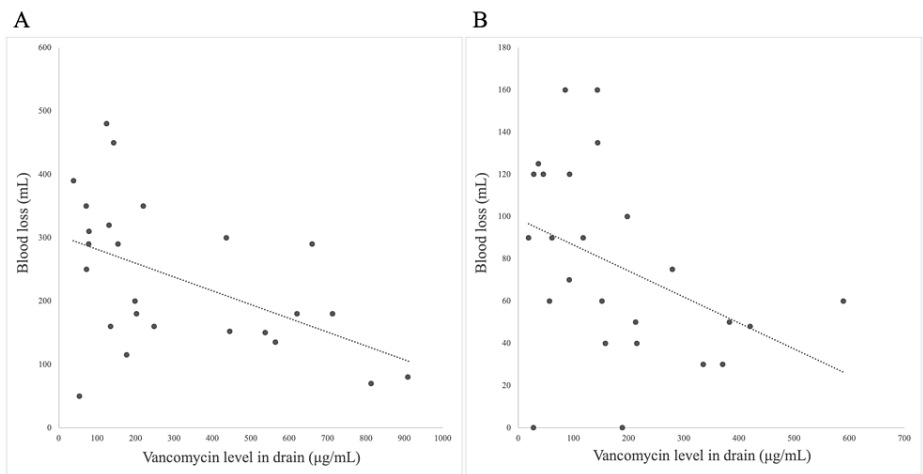 A
600
500
400
300
200
100
0
Blood loss (mL)
0 100 200 300 400 500 600 700 800 900 1000
Vancomycin level in drain (μg/mL)
B
180
160
140
120
100
80
60
40
20
0
Blood loss (mL)
0 100 200 300 400 500 600 700
Vancomycin level in drain (μg/mL)